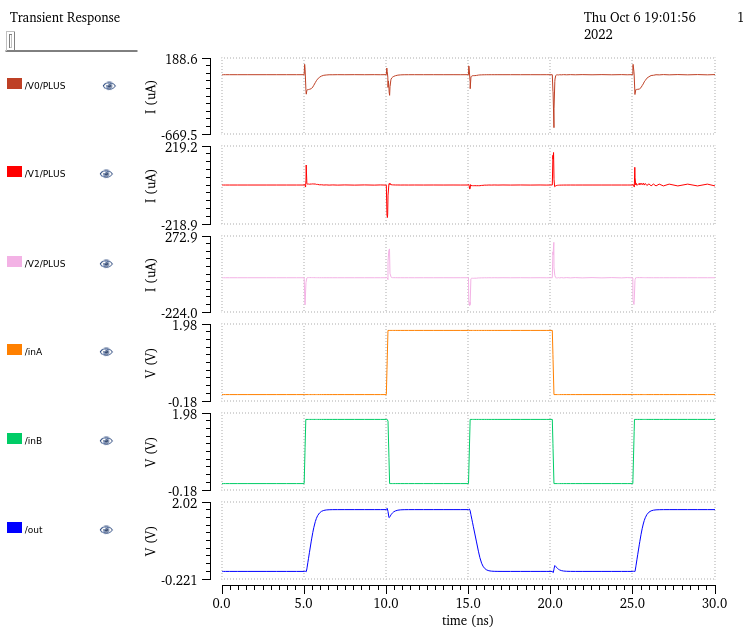 Transient Response
Thu Oct 6 19:01:56 1
2022
/V0/PLUS
I (uA)
188.6
-669.5
/V1/PLUS
I (uA)
219.2
-218.9
/V2/PLUS
I (uA)
272.9
-224.0
/inA
V (V)
1.98
-0.18
/inB
V (V)
1.98
-0.18
/out
V (V)
2.02
-0.221
0.0 5.0 10.0 15.0 20.0 25.0 30.0
time (ns)